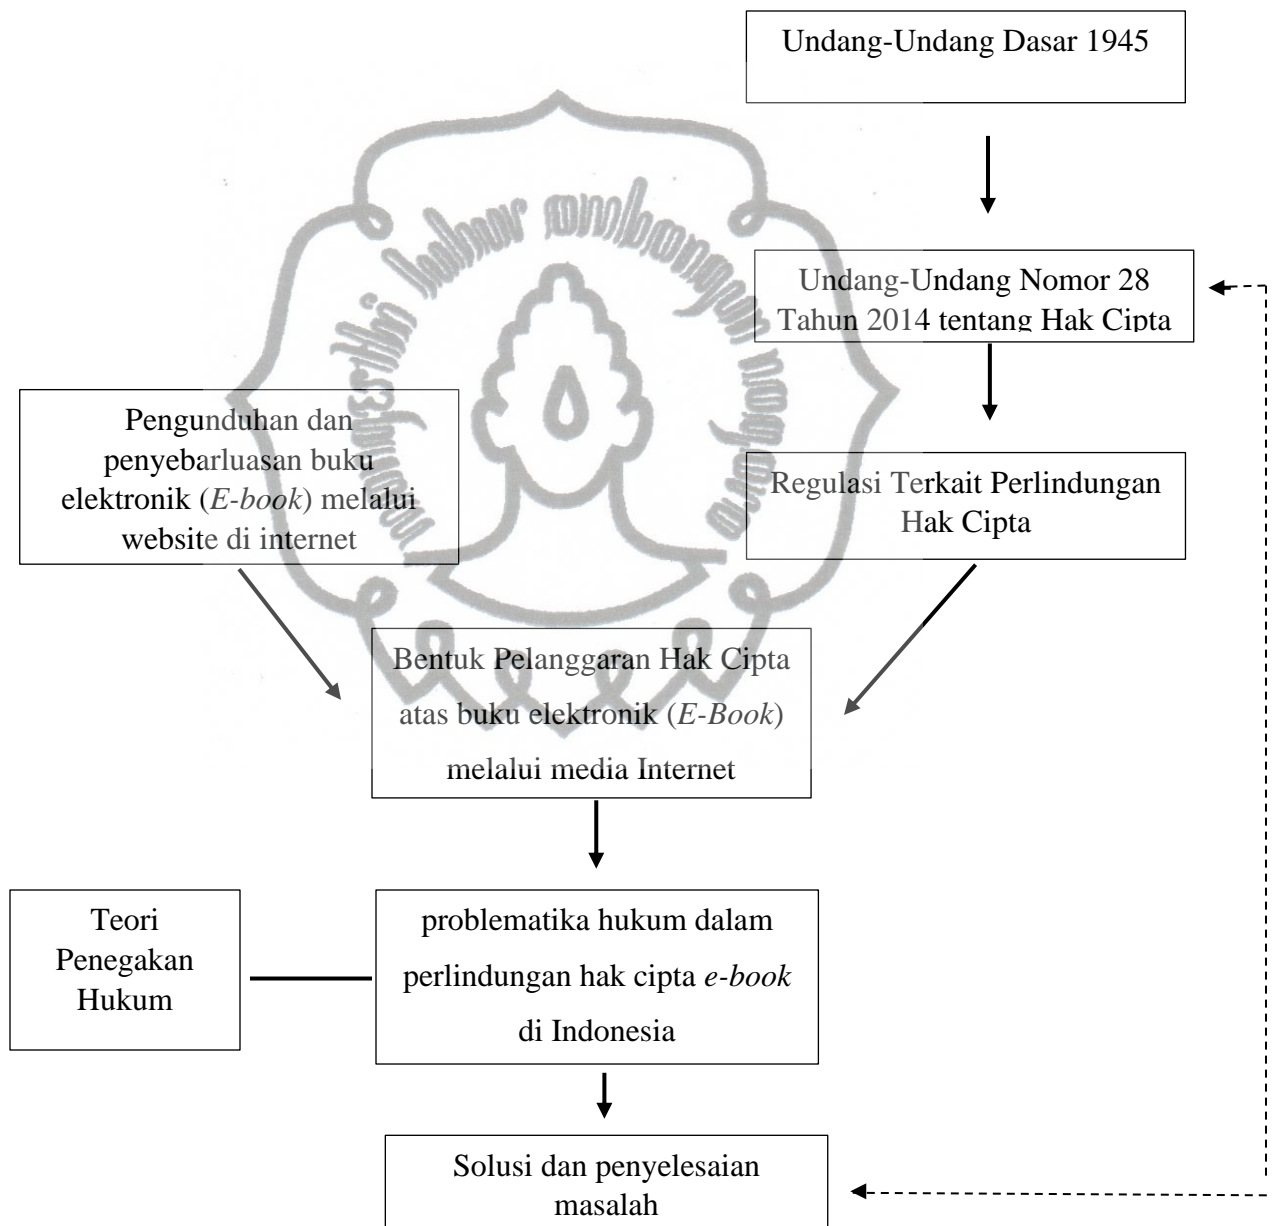 Undang-Undang Dasar 1945
Undang-Undang Nomor 28
Tahun 2014 tentang Hak Cipta
Pengunduhan dan
penyebarluasan buku
elektronik (E-book) melalui
website di internet
Regulasi Terkait Perlindungan
Hak Cipta
Bentuk Pelanggaran Hak Cipta
atas buku elektronik (E-Book)
melalui media Internet
Teori
Penegakan
Hukum
problematika hukum dalam
perlindungan hak cipta e-book
di Indonesia
Solusi dan penyelesaian
masalah